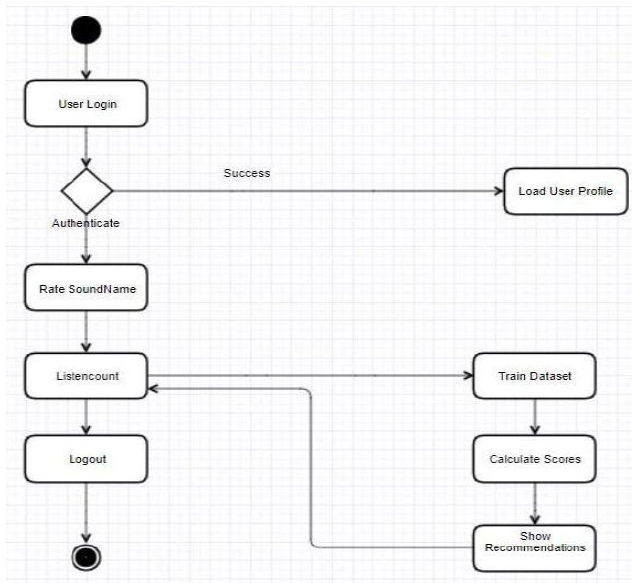 User Login
Success
Load User Profile
Authenticate
Rate SoundName
Listencount
Train Dataset
Logout
Calculate Scores
Show
Recommendations